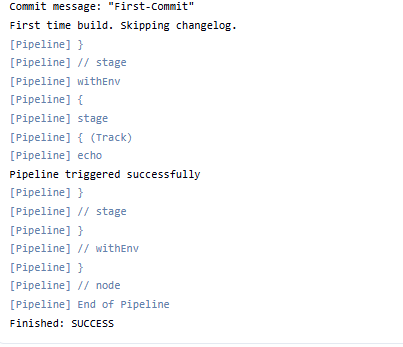 Commit message: "First-Commit"
First time build. Skipping changelog.
[Pipeline] }
[Pipeline] // stage
[Pipeline] withEnv
[Pipeline] {
[Pipeline] stage
[Pipeline] { (Track)
[Pipeline] echo
Pipeline triggered successfully
[Pipeline] }
[Pipeline] // stage
[Pipeline] }
[Pipeline] // withEnv
[Pipeline] }
[Pipeline] // node
[Pipeline] End of Pipeline
Finished: SUCCESS